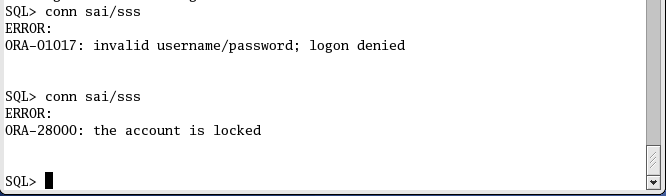 SQL> conn sai/sss
ERROR:
ORA-01017: invalid username/password; logon denied
SQL> conn sai/sss
ERROR:
ORA-28000: the account is locked
SQL>